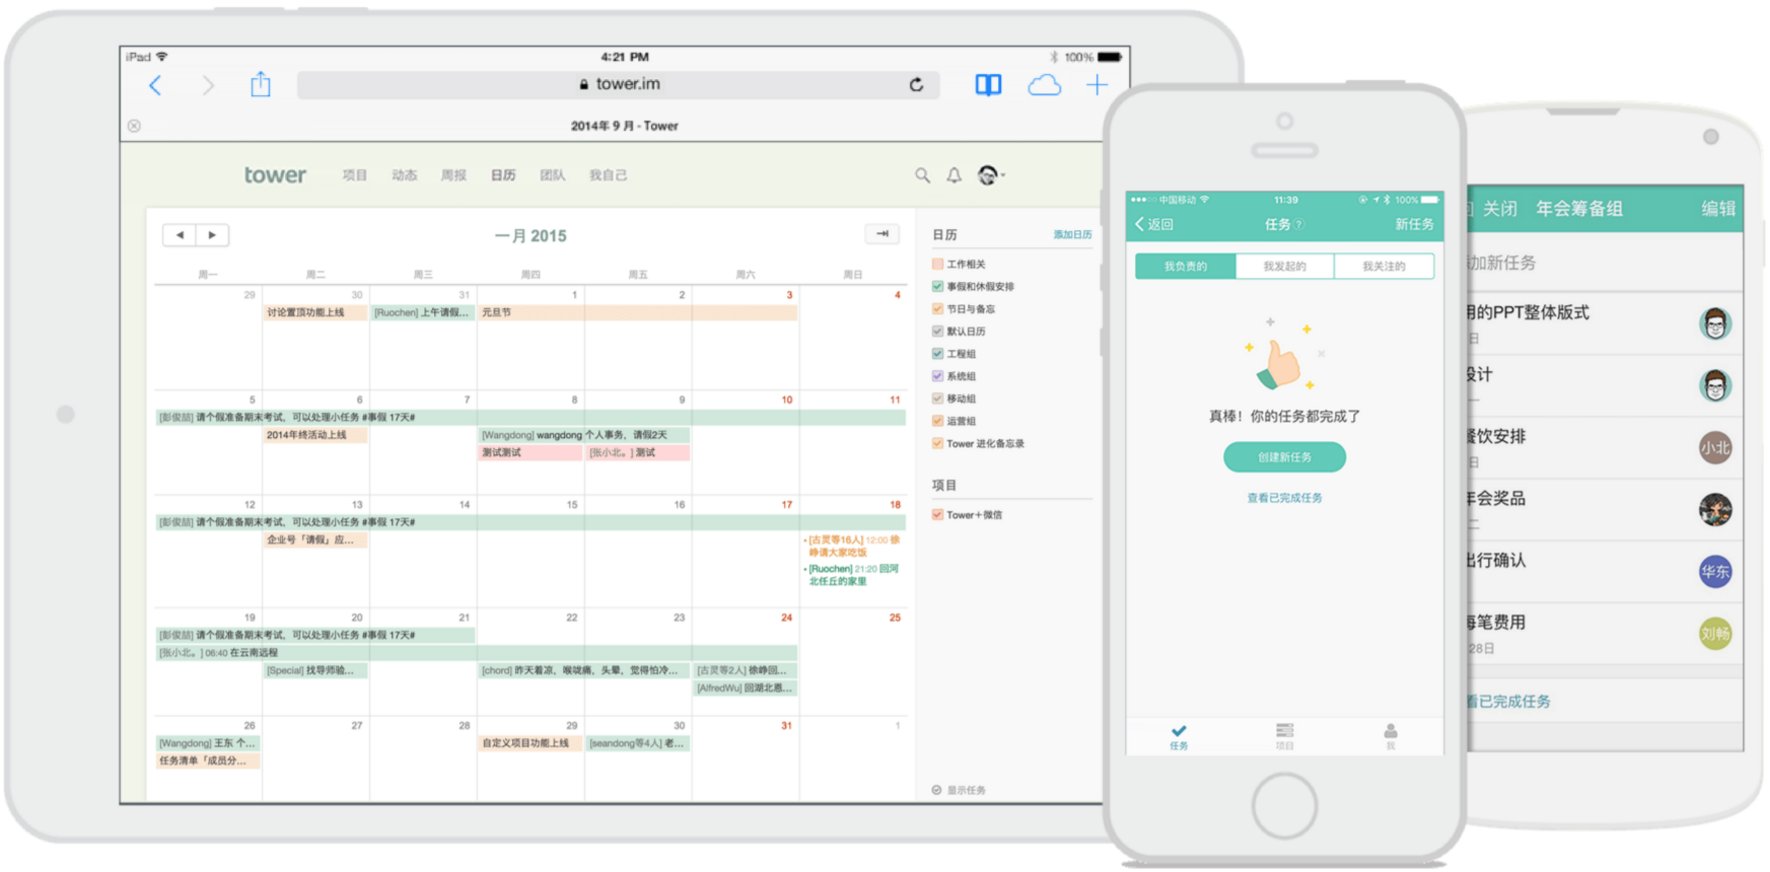 iPad 4:21 PM 100%
tower.im
2014年 9 月 - Tower
tower 项目 动态 周报 日历 团队 我自己
一月 2015
周一 周二 周三 周四 周五 周六 周日
29 30 31 1 2 3 4
讨论置顶功能上线 [Ruochen] 上午请假... 元旦节
5 6 7 8 9 10 11
[彭俊喆] 请个假准备期末考试，可以处理小任务 #事假 17天#
2014年终活动上线 [Wangdong] wangdong 个人事务，请假2天
测试测试 [张小北。] 测试
12 13 14 15 16 17 18
[彭俊喆] 请个假准备期末考试，可以处理小任务 #事假 17天#
企业号「请假」应...
• [古灵等16人] 12:00 徐
峥请大家吃饭
• [Ruochen] 21:20 回河
北任丘的家里
19 20 21 22 23 24 25
[彭俊喆] 请个假准备期末考试，可以处理小任务 #事假 17天#
[张小北。] 06:40 在云南远程
[Special] 找导师验... [chord] 昨天着凉，喉咙痛，头晕，觉得怕冷... [古灵等2人] 徐峥回...
[AlfredWu] 回湖北恩...
26 27 28 29 30 31 1
[Wangdong] 王东 个... 自定义项目功能上线 [seandong等4人] 老...
任务清单「成员分...
日历 添加日历
工作相关
事假和休假安排
节日与备忘
默认日历
工程组
系统组
移动组
运营组
Tower 进化备忘录
项目
Tower＋微信
显示任务
中国移动 11:39 100%
返回 任务 ? 新任务
我负责的 我发起的 我关注的
真棒！你的任务都完成了
创建新任务
查看已完成任务
任务 项目 我
关闭 年会筹备组 编辑
加新任务
用的PPT整体版式
日
设计
餐饮安排 小北
日
年会奖品
二
出行确认 华东
每笔费用 刘畅
28日
看已完成任务